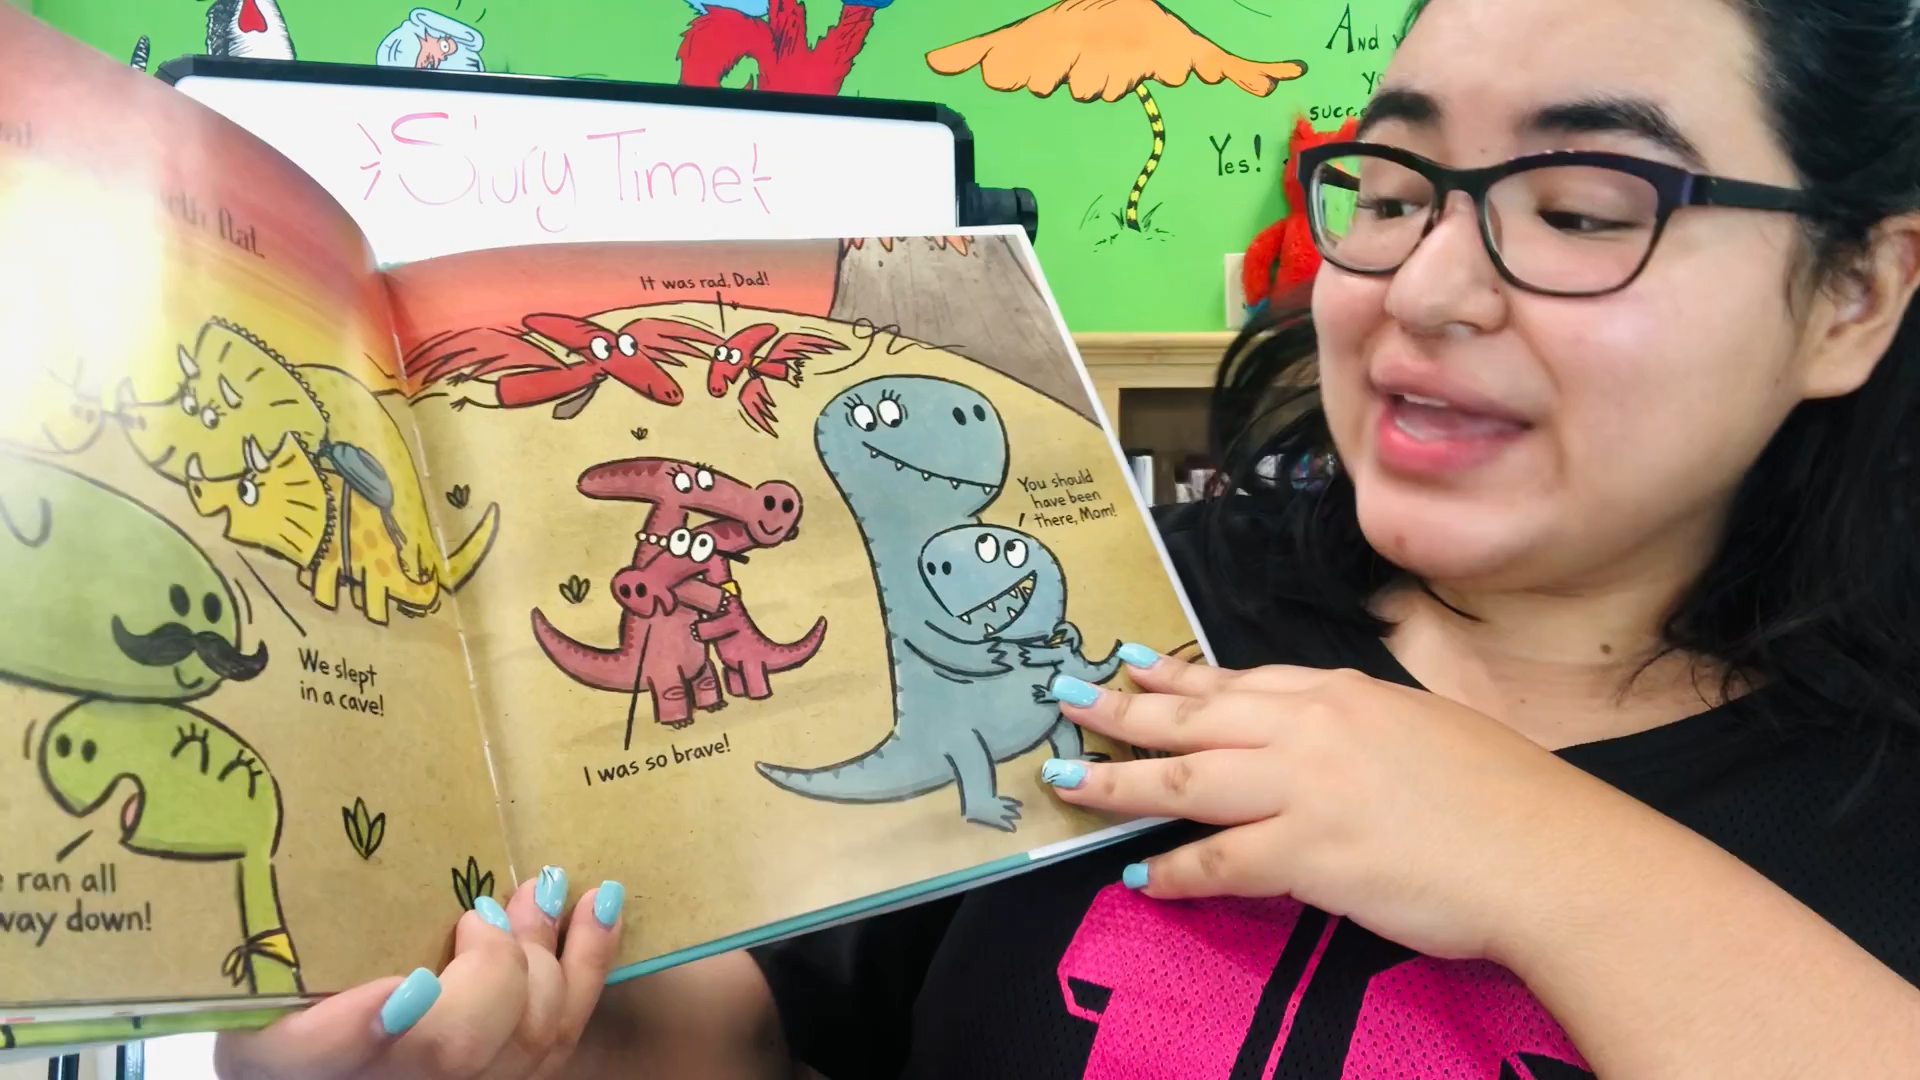 Story Time!
And
Yes!
flat.
It was rad, Dad!
You should
have been
there, Mom!
We slept
in a cave!
I was so brave!
ran all
way down!